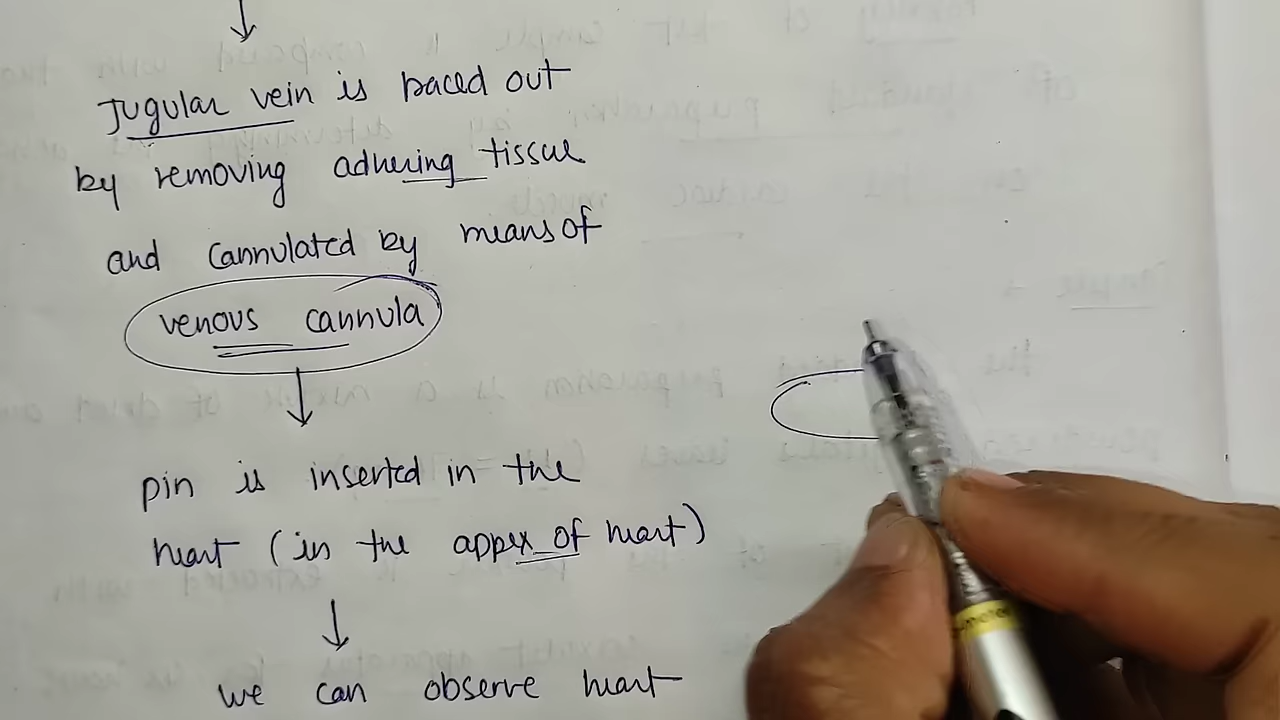 Jugular vein is paced out
by removing adhering tissue
and cannulated by means of
venous cannula
pin is inserted in the
heart (in the appex of heart)
we can observe heart